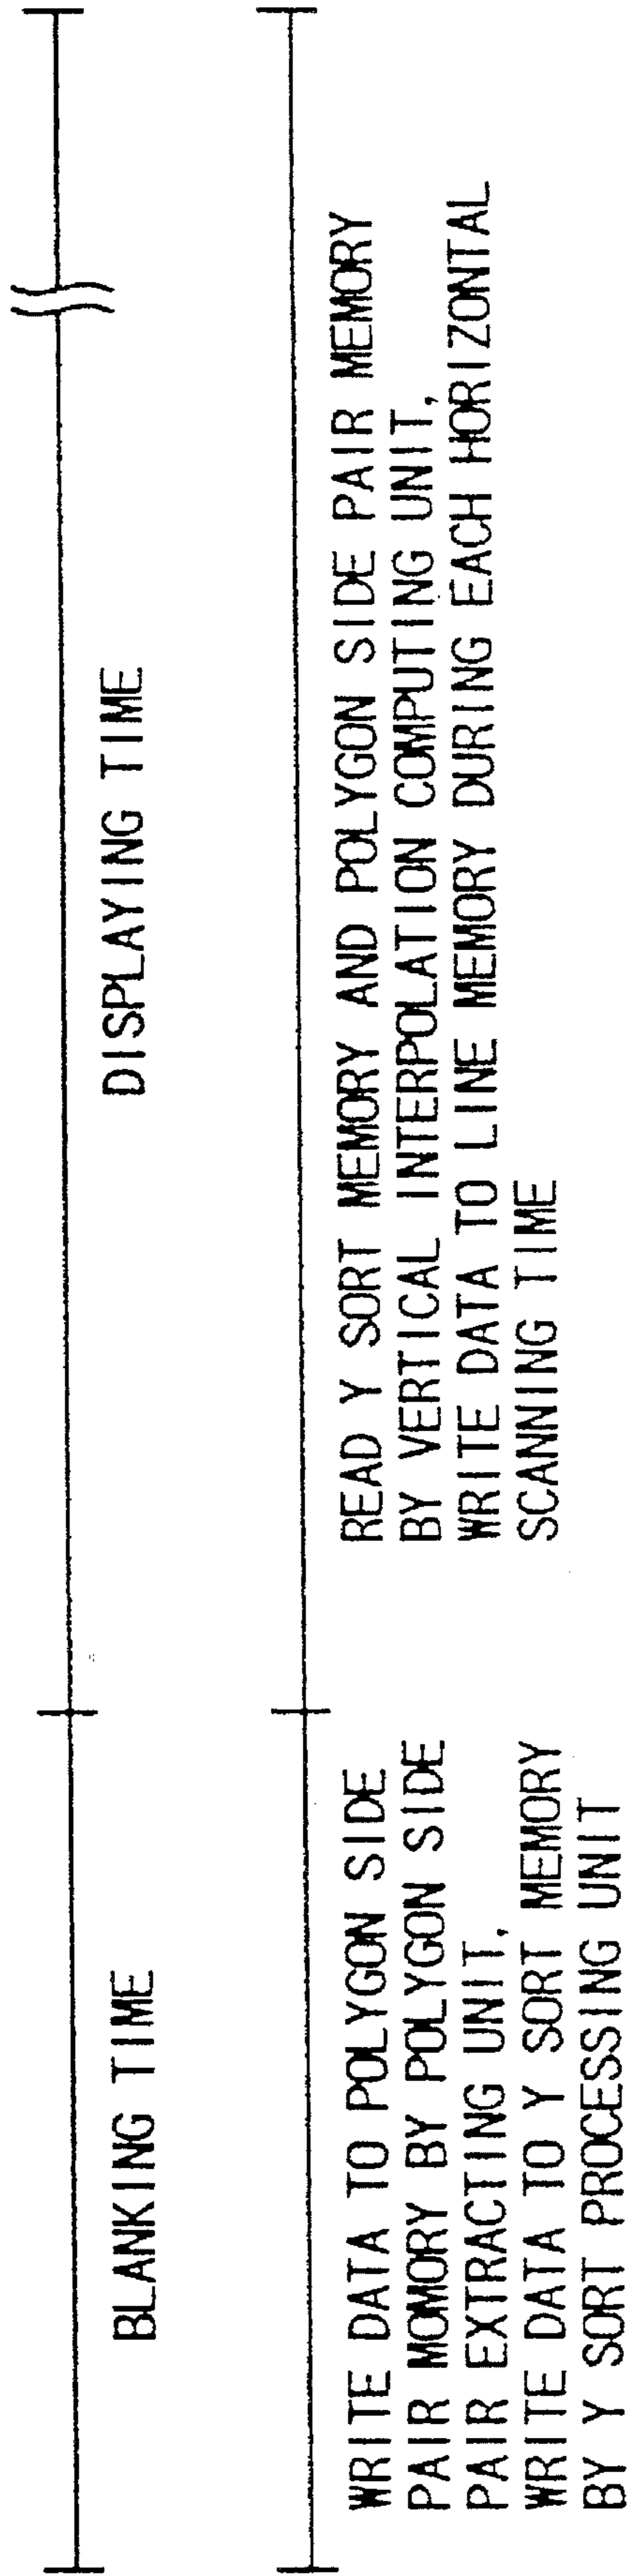 BLANKING TIME
DISPLAYING TIME
WRITE DATA TO POLYGON SIDE
PAIR MOMORY BY POLYGON SIDE
PAIR EXTRACTING UNIT,
WRITE DATA TO Y SORT MEMORY
BY Y SORT PROCESSING UNIT
READ Y SORT MEMORY AND POLYGON SIDE PAIR MEMORY
BY VERTICAL INTERPOLATION COMPUTING UNIT,
WRITE DATA TO LINE MEMORY DURING EACH HORIZONTAL
SCANNING TIME